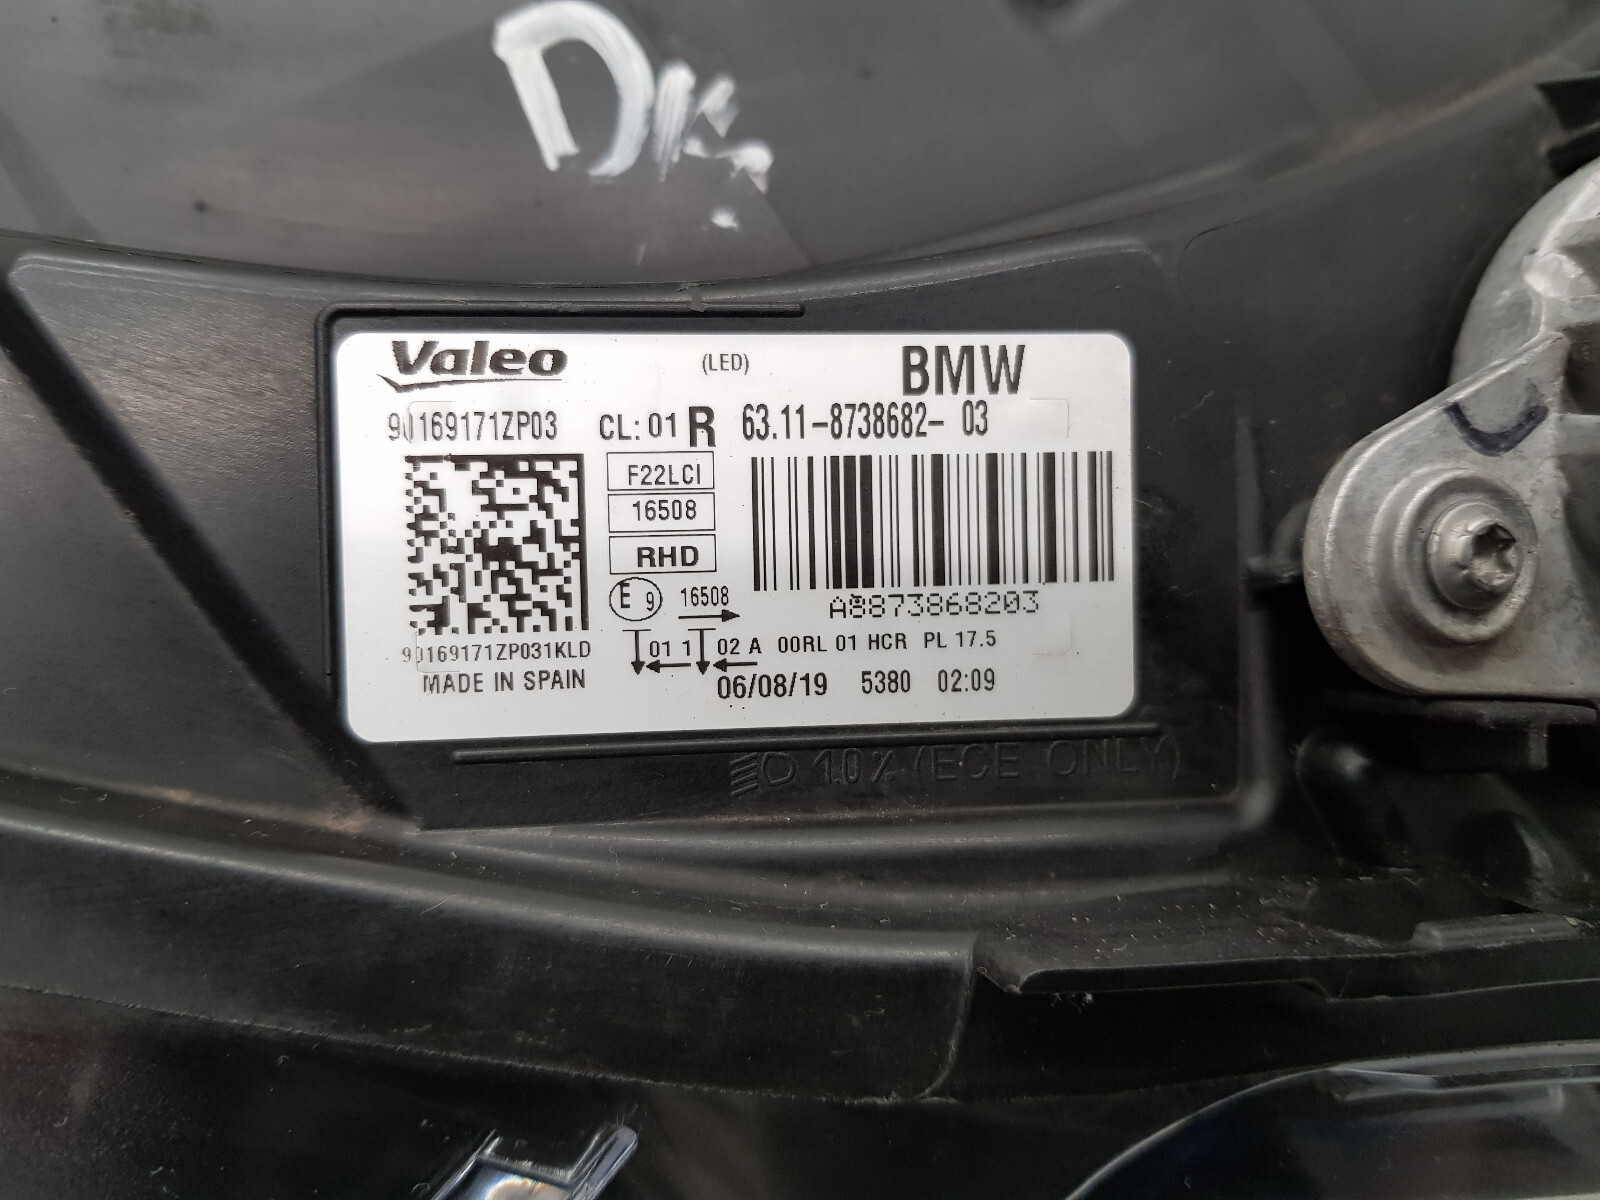 Valeo (LED) BMW
90169171ZP03 CL: 01 R 63.11-8738682- 03
F22LCI
16508
RHD
E 9 16508
A8873868203
90169171ZP031KLD 01 1 02 A 00RL 01 HCR PL 17.5
MADE IN SPAIN 06/08/19 5380 02:09
1.0 % (ECE ONLY)